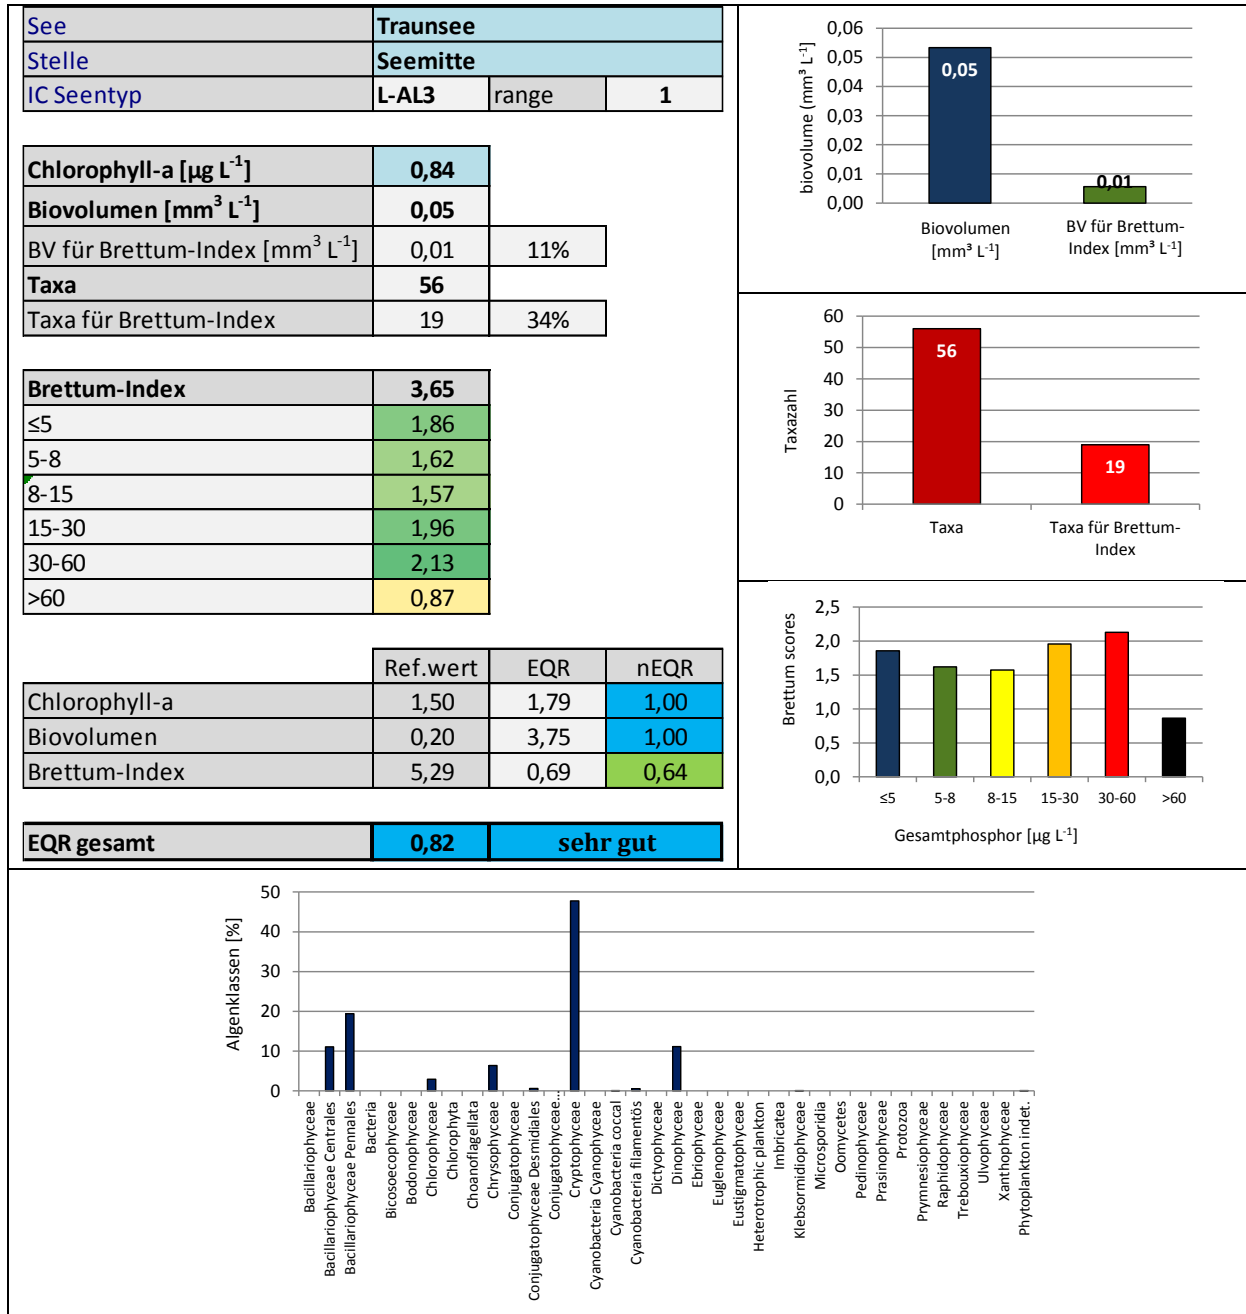 See Traunsee
Stelle Seemitte
IC Seentyp L-AL3 range 1
Chlorophyll-a [µg L⁻¹] 0,84
Biovolumen [mm³ L⁻¹] 0,05
BV für Brettum-Index [mm³ L⁻¹] 0,01 11%
Taxa 56
Taxa für Brettum-Index 19 34%
Brettum-Index 3,65
≤5 1,86
5-8 1,62
8-15 1,57
15-30 1,96
30-60 2,13
>60 0,87
Ref.wert EQR nEQR
Chlorophyll-a 1,50 1,79 1,00
Biovolumen 0,20 3,75 1,00
Brettum-Index 5,29 0,69 0,64
EQR gesamt 0,82 sehr gut
biovolume (mm³ L⁻¹)
0,06
0,05
0,04
0,03
0,02
0,01
0,00
0,05
0,01
Biovolumen
[mm³ L⁻¹]
BV für Brettum-
Index [mm³ L⁻¹]
Taxazahl
60
50
40
30
20
10
0
56
19
Taxa
Taxa für Brettum-
Index
Brettum scores
2,5
2,0
1,5
1,0
0,5
0,0
≤5 5-8 8-15 15-30 30-60 >60
Gesamtphosphor [µg L⁻¹]
Algenklassen [%]
50
40
30
20
10
0
Bacillariophyceae
Bacillariophyceae Centrales
Bacillariophyceae Pennales
Bacteria
Bicosoecophyceae
Bodonophyceae
Chlorophyceae
Chlorophyta
Choanoflagellata
Chrysophyceae
Conjugatophyceae
Conjugatophyceae Desmidiales
Conjugatophyceae...
Cryptophyceae
Cyanobacteria Cyanophyceae
Cyanobacteria coccal
Cyanobacteria filamentös
Dictyophyceae
Dinophyceae
Ebriophyceae
Euglenophyceae
Eustigmatophyceae
Heterotrophic plankton
Imbricatea
Klebsormidiophyceae
Microsporidia
Oomycetes
Pedinophyceae
Prasinophyceae
Protozoa
Prymnesiophyceae
Raphidophyceae
Trebouxiophyceae
Ulvophyceae
Xanthophyceae
Phytoplankton indet.